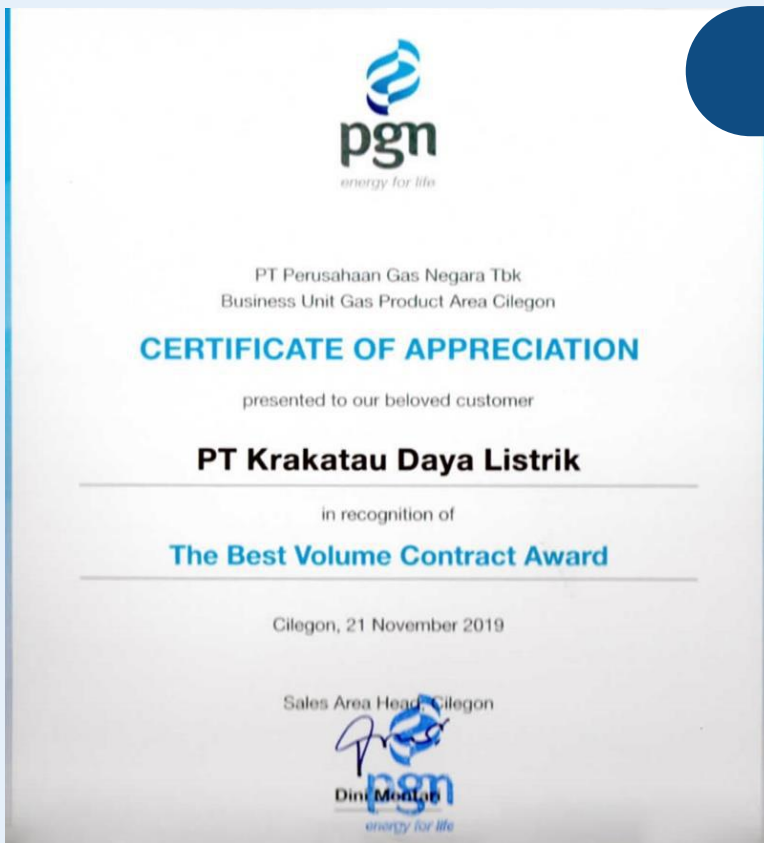 pgn
energy for life
PT Perusahaan Gas Negara Tbk
Business Unit Gas Product Area Cilegon
CERTIFICATE OF APPRECIATION
presented to our beloved customer
PT Krakatau Daya Listrik
in recognition of
The Best Volume Contract Award
Cilegon, 21 November 2019
Sales Area Head, Cilegon
Dini Mentari
pgn
energy for life